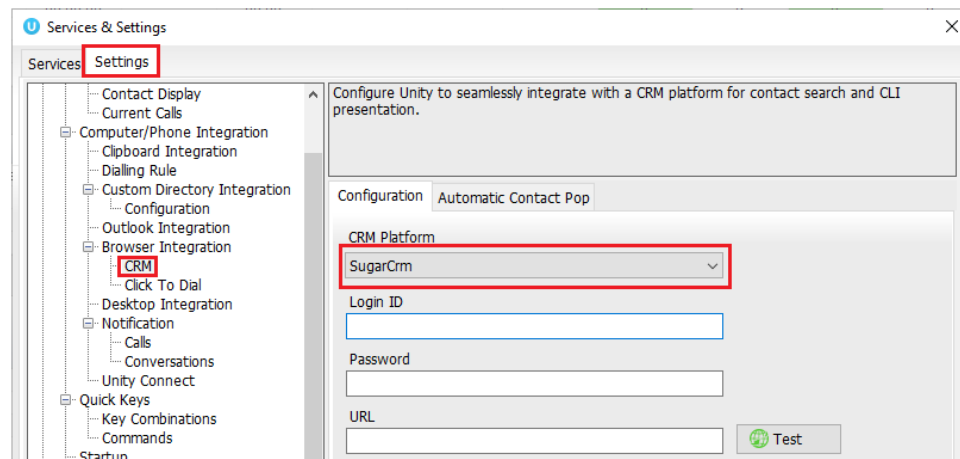 Services & Settings
Services
Settings
Contact Display
Current Calls
Computer/Phone Integration
Clipboard Integration
Dialling Rule
Custom Directory Integration
Configuration
Outlook Integration
Browser Integration
CRM
Click To Dial
Desktop Integration
Notification
Calls
Conversations
Unity Connect
Quick Keys
Key Combinations
Commands
Startup
Configure Unity to seamlessly integrate with a CRM platform for contact search and CLI
presentation.
Configuration
Automatic Contact Pop
CRM Platform
SugarCrm
Login ID
Password
URL
Test